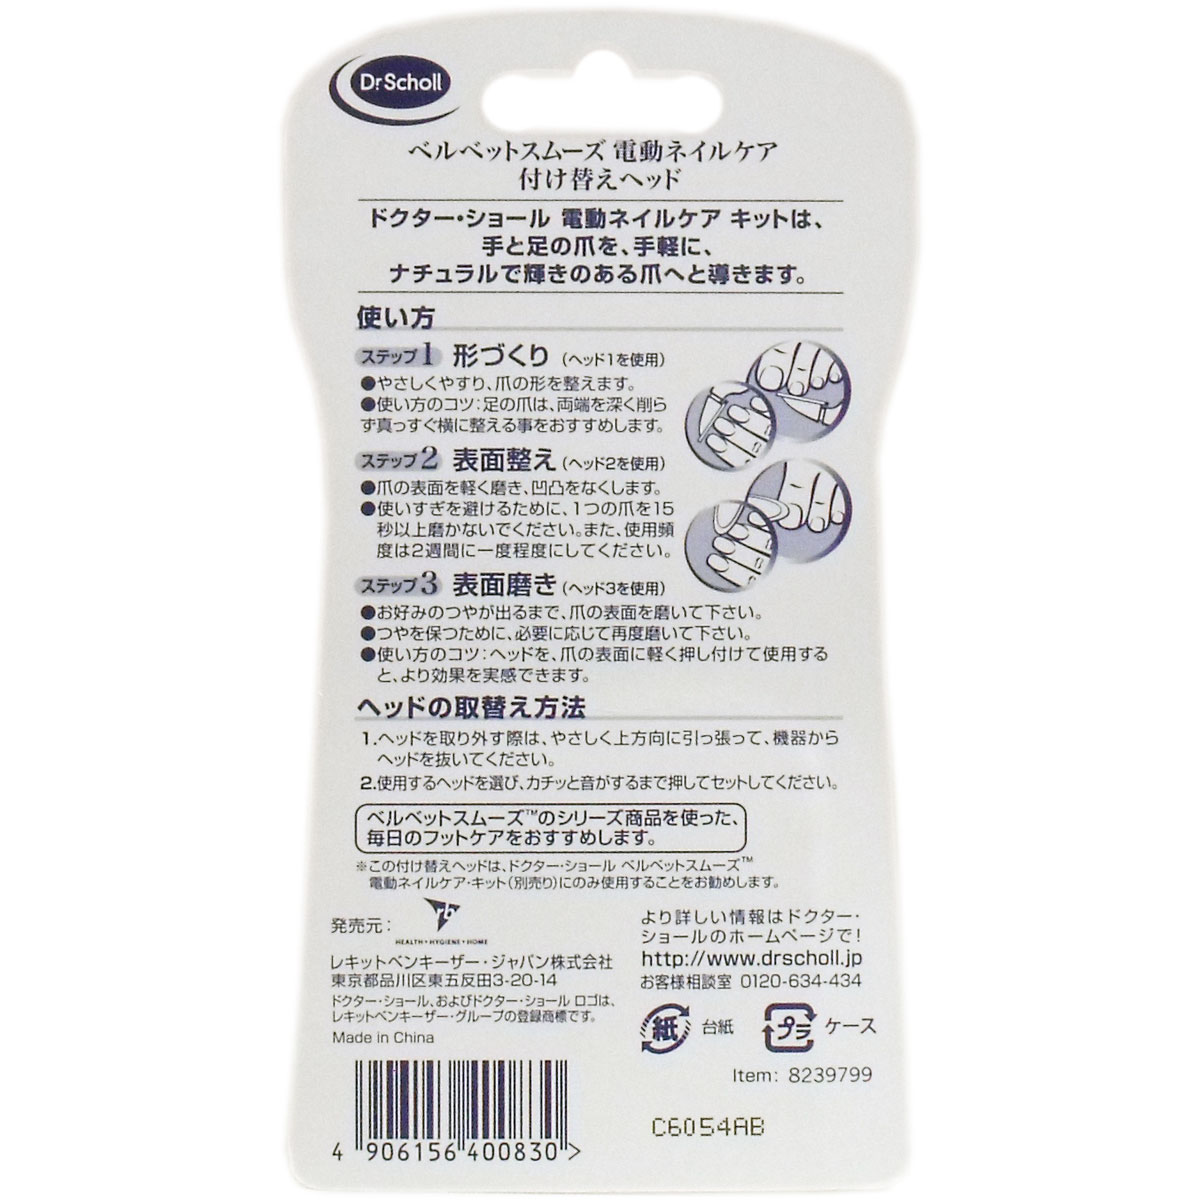 Dr.Scholl
ベルベットスムーズ 電動ネイルケア
付け替えヘッド
ドクター・ショール 電動ネイルケア キットは、
手と足の爪を、手軽に、
ナチュラルで輝きのある爪へと導きます。
使い方
ステップ1 形づくり (ヘッド1を使用)
●やさしくやすり、爪の形を整えます。
●使い方のコツ:足の爪は、両端を深く削ら
ず真っすぐ横に整える事をおすすめします。
ステップ2 表面整え (ヘッド2を使用)
●爪の表面を軽く磨き、凹凸をなくします。
●使いすぎを避けるために、1つの爪を15
秒以上磨かないでください。また、使用頻
度は2週間に一度程度にしてください。
ステップ3 表面磨き (ヘッド3を使用)
●お好みのつやが出るまで、爪の表面を磨いて下さい。
●つやを保つために、必要に応じて再度磨いて下さい。
●使い方のコツ:ヘッドを、爪の表面に軽く押し付けて使用する
と、より効果を実感できます。
ヘッドの取替え方法
1.ヘッドを取り外す際は、やさしく上方向に引っ張って、機器から
ヘッドを抜いてください。
2.使用するヘッドを選び、カチッと音がするまで押してセットしてください。
ベルベットスムーズ™のシリーズ商品を使った、
毎日のフットケアをおすすめします。
※この付け替えヘッドは、ドクター・ショール ベルベットスムーズ™
電動ネイルケア・キット(別売り)にのみ使用することをお勧めします。
発売元:
rb
HEALTH・HYGIENE・HOME
レキットベンキーザー・ジャパン株式会社
東京都品川区東五反田3-20-14
ドクター・ショール、およびドクター・ショール ロゴは、
レキットベンキーザー・グループの登録商標です。
Made in China
より詳しい情報はドクター・
ショールのホームページで!
http://www.drscholl.jp
お客様相談室 0120-634-434
紙 台紙 プラ ケース
Item: 8239799
C6054AB
4 906156 400830 >